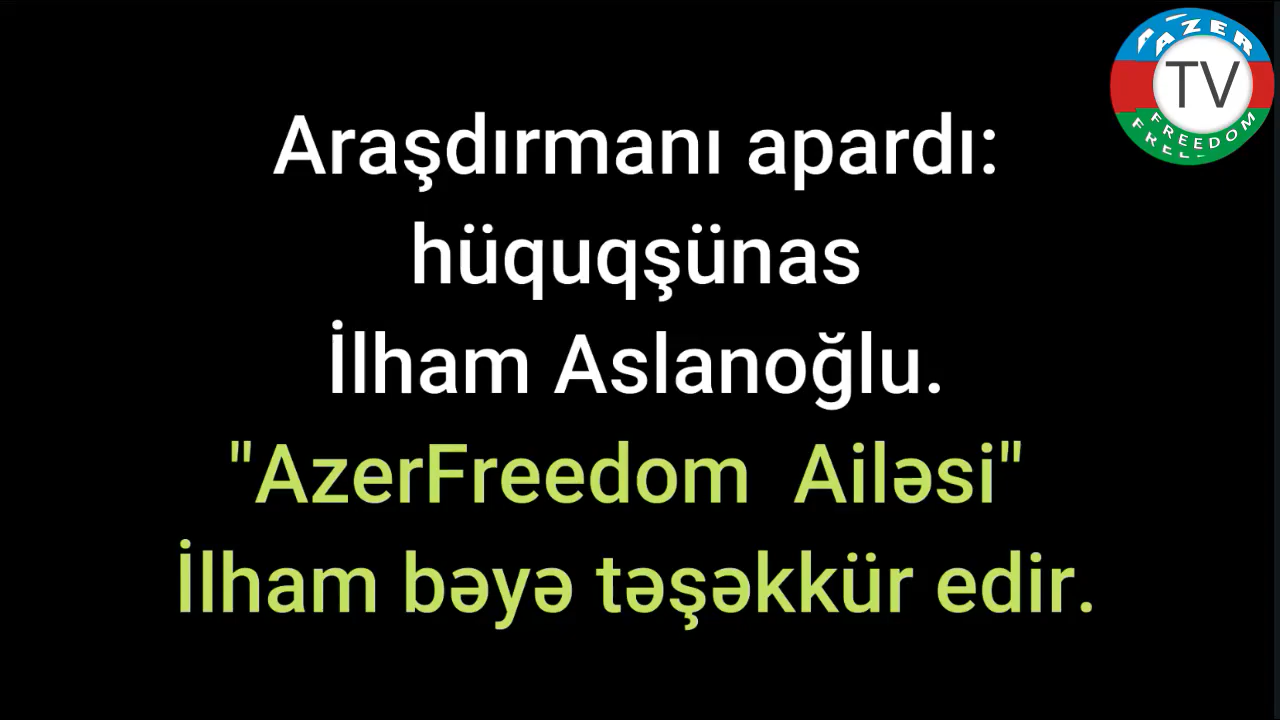 AZER
TV
FREEDOM
Araşdırmanı apardı:
hüquqşünas
İlham Aslanoğlu.
"AzerFreedom Ailəsi"
İlham bəyə təşəkkür edir.